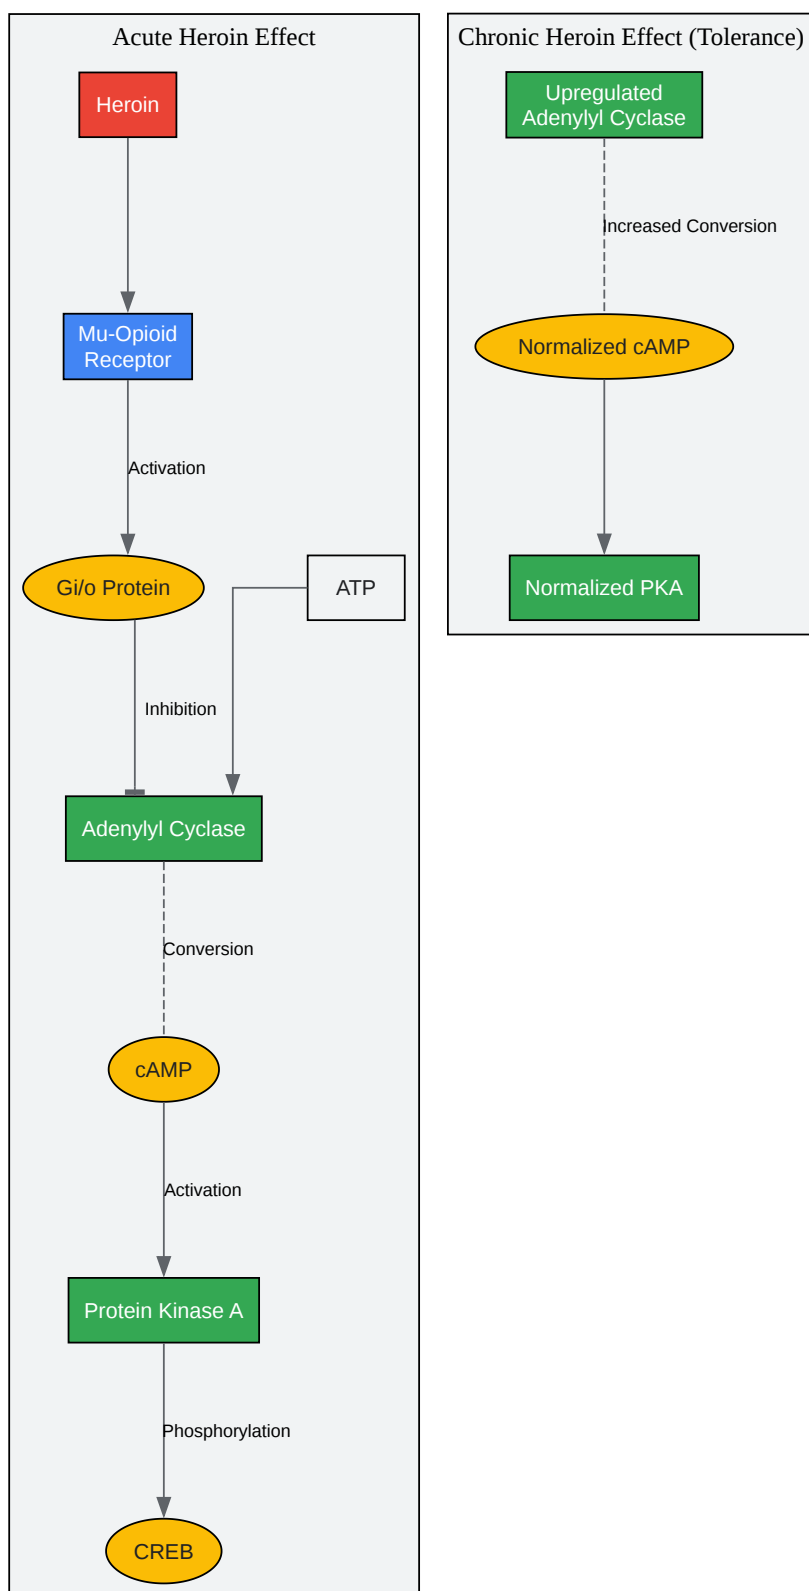 Acute Heroin Effect
Heroin
Mu-Opioid
Receptor
Activation
Gi/o Protein
ATP
Inhibition
Adenylyl Cyclase
Conversion
cAMP
Activation
Protein Kinase A
Phosphorylation
CREB
Chronic Heroin Effect (Tolerance)
Upregulated
Adenylyl Cyclase
Increased Conversion
Normalized cAMP
Normalized PKA